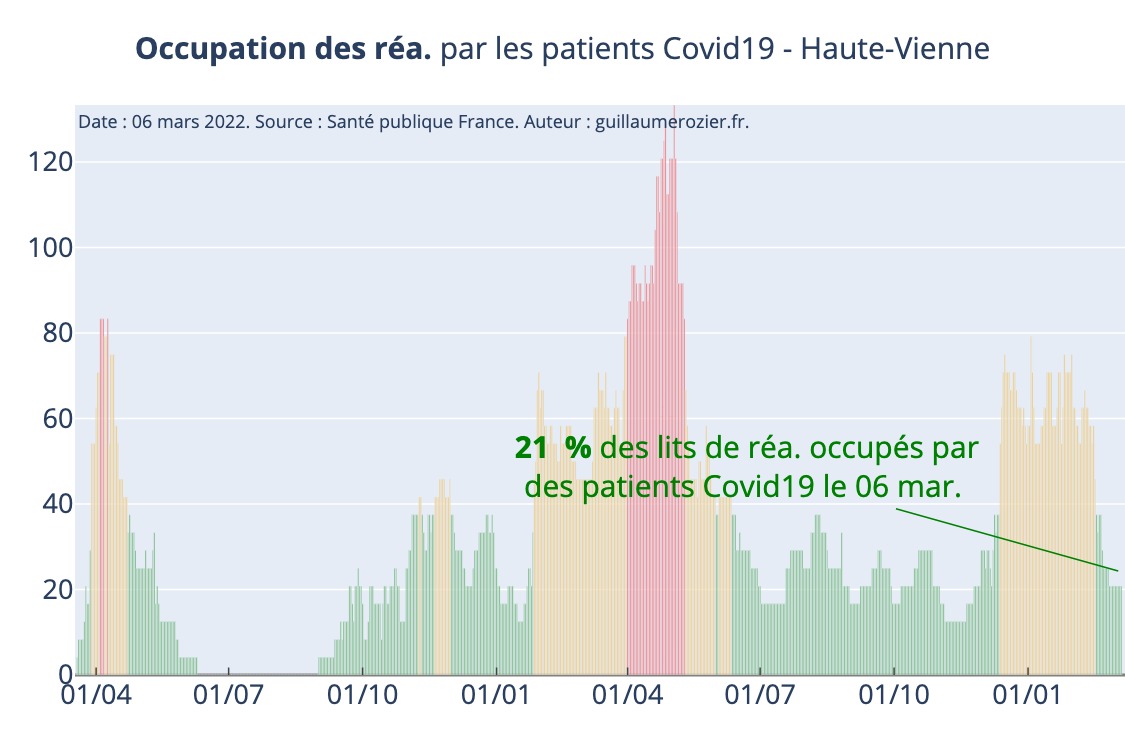 Occupation des réa. par les patients Covid19 - Haute-Vienne
Date : 06 mars 2022. Source : Santé publique France. Auteur : guillaumerozier.fr.
120
100
80
60
21 % des lits de réa. occupés par
des patients Covid19 le 06 mar.
40
20
0
01/04 01/07 01/10 01/01 01/04 01/07 01/10 01/01